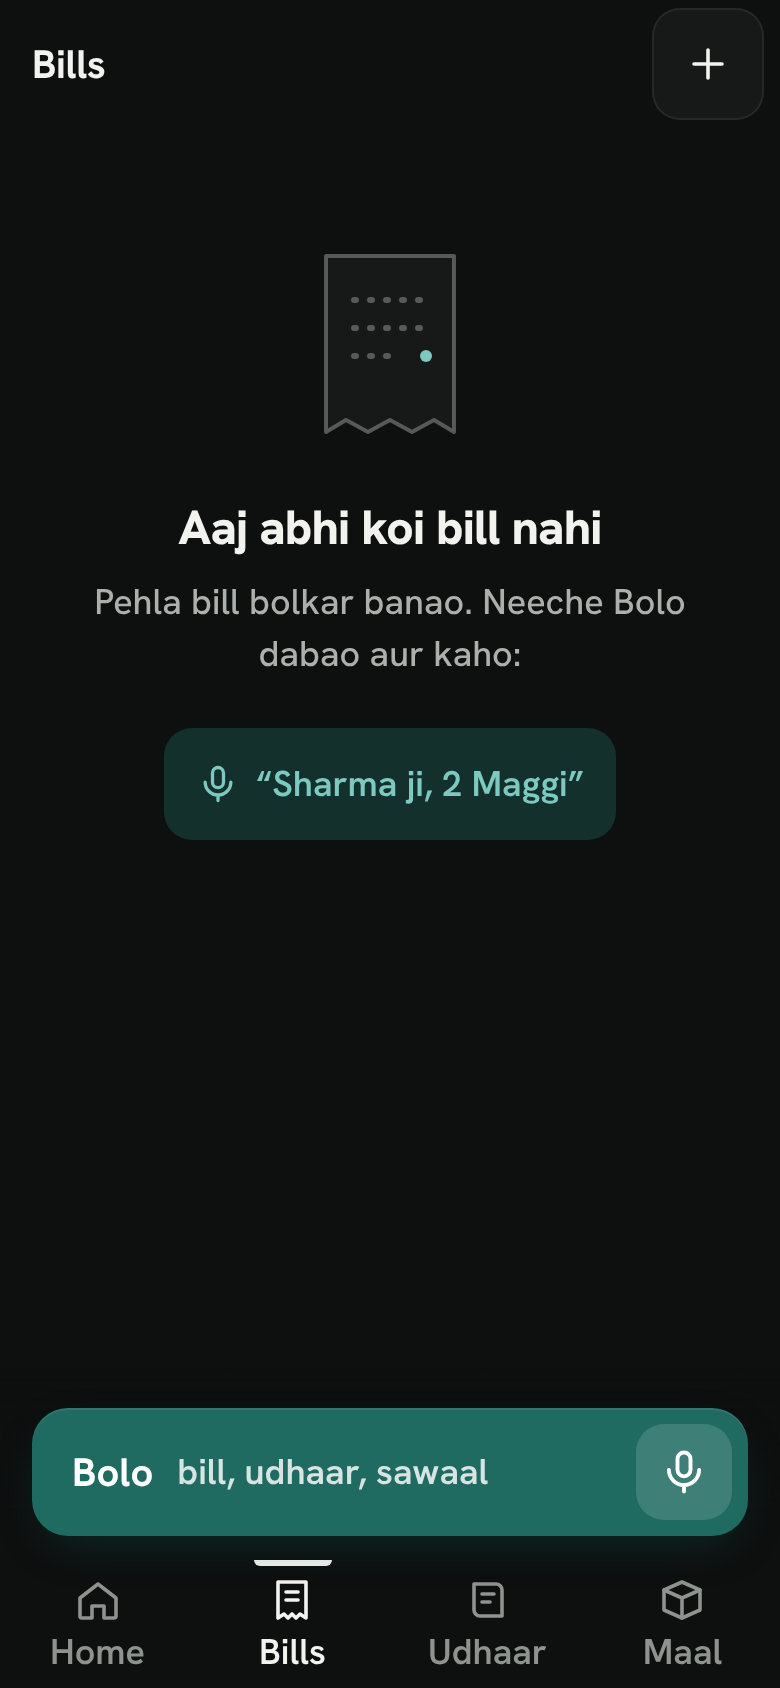 Bills
Aaj abhi koi bill nahi
Pehla bill bolkar banao. Neeche Bolo
dabao aur kaho:
“Sharma ji, 2 Maggi”
Bolo bill, udhaar, sawaal
Home Bills Udhaar Maal